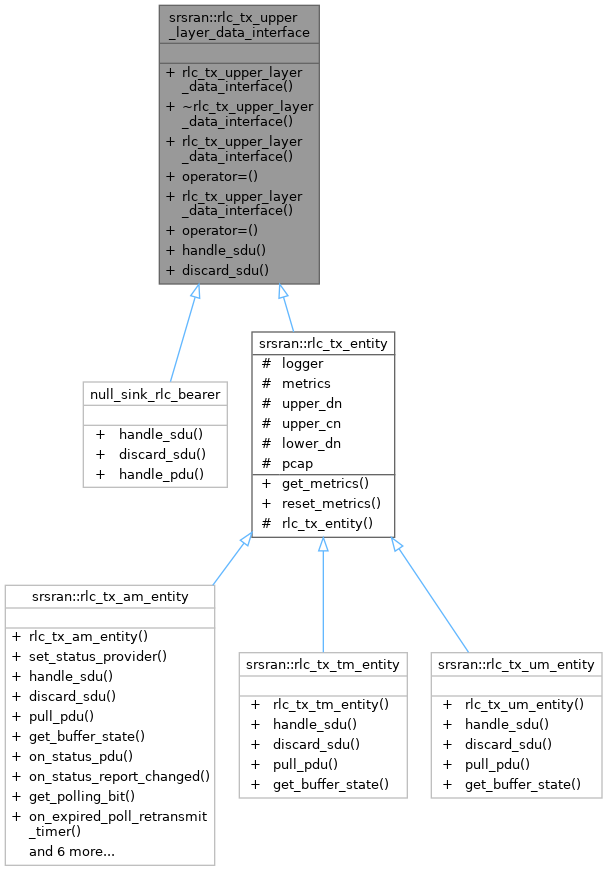 srsran::rlc_tx_upper
_layer_data_interface
+ rlc_tx_upper_layer
_data_interface()
+ ~rlc_tx_upper_layer
_data_interface()
+ rlc_tx_upper_layer
_data_interface()
+ operator=()
+ rlc_tx_upper_layer
_data_interface()
+ operator=()
+ handle_sdu()
+ discard_sdu()
null_sink_rlc_bearer
+ handle_sdu()
+ discard_sdu()
+ handle_pdu()
srsran::rlc_tx_entity
# logger
# metrics
# upper_dn
# upper_cn
# lower_dn
# pcap
+ get_metrics()
+ reset_metrics()
# rlc_tx_entity()
srsran::rlc_tx_am_entity
+ rlc_tx_am_entity()
+ set_status_provider()
+ handle_sdu()
+ discard_sdu()
+ pull_pdu()
+ get_buffer_state()
+ on_status_pdu()
+ on_status_report_changed()
+ get_polling_bit()
+ on_expired_poll_retransmit
_timer()
and 6 more...
srsran::rlc_tx_tm_entity
+ rlc_tx_tm_entity()
+ handle_sdu()
+ discard_sdu()
+ pull_pdu()
+ get_buffer_state()
srsran::rlc_tx_um_entity
+ rlc_tx_um_entity()
+ handle_sdu()
+ discard_sdu()
+ pull_pdu()
+ get_buffer_state()